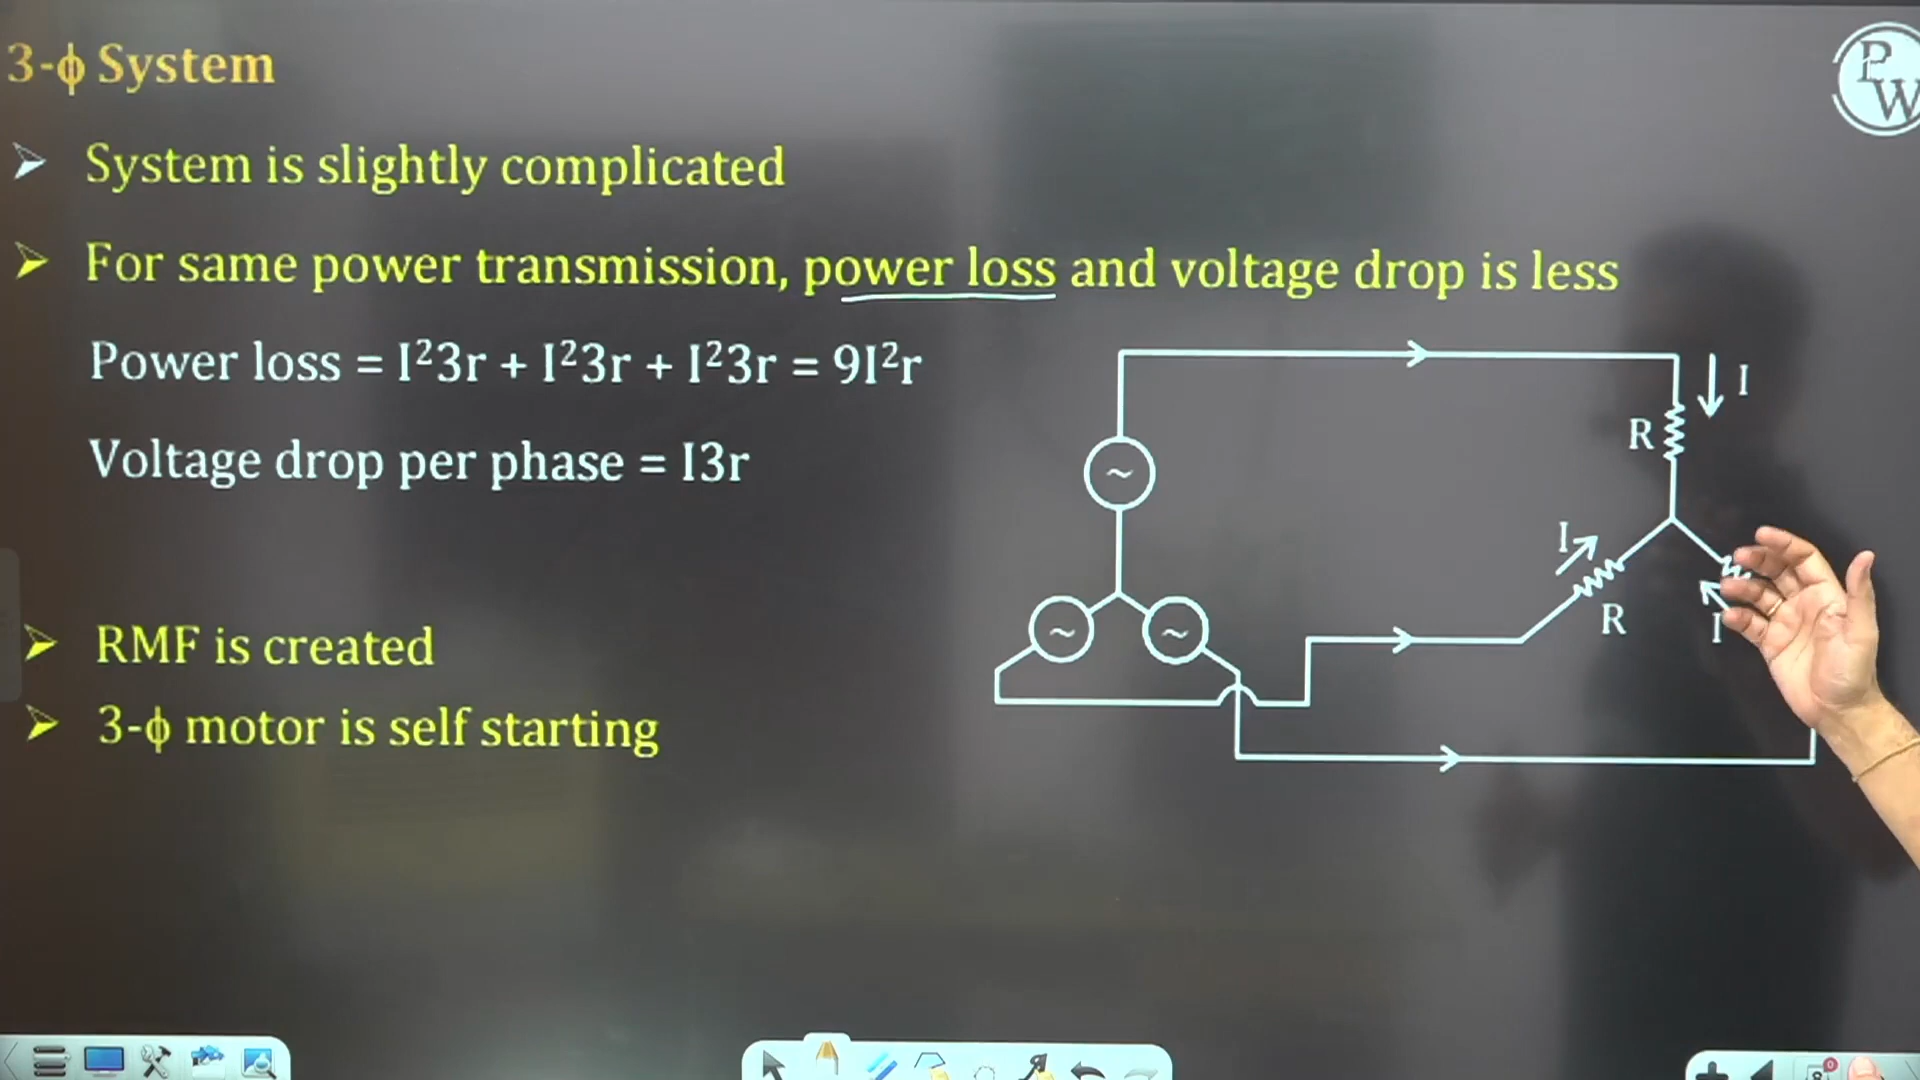 3-ϕ System
PW
➢ System is slightly complicated
➢ For same power transmission, power loss and voltage drop is less
Power loss = I²3r + I²3r + I²3r = 9I²r
Voltage drop per phase = I3r
➢ RMF is created
➢ 3-ϕ motor is self starting
I
R
~
I
R
I
~
~